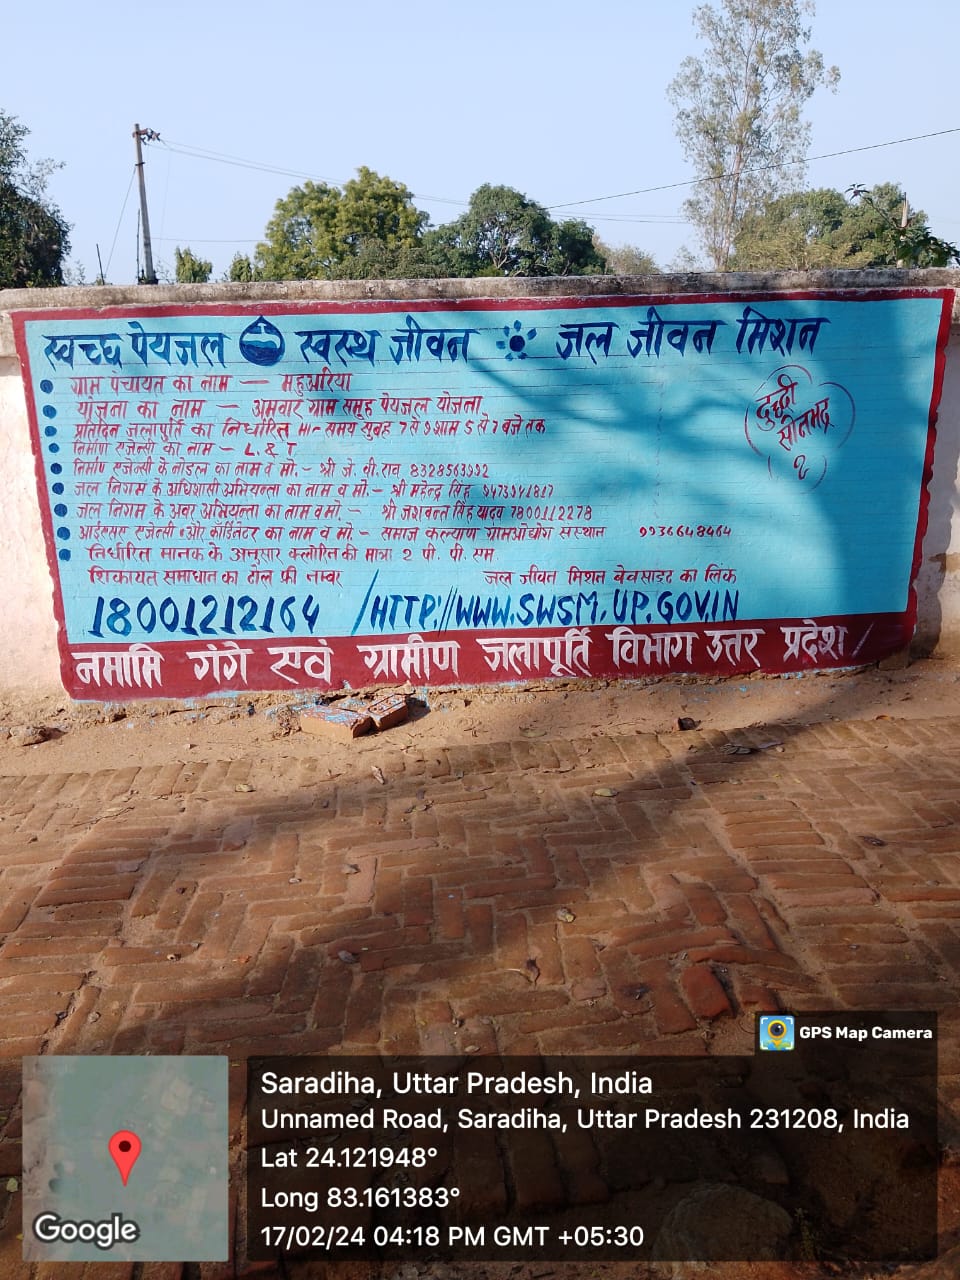 स्वच्छ पेयजल स्वस्थ जीवन जल जीवन मिशन
ग्राम पंचायत का नाम — महुअरिया
योजना का नाम — अमवार ग्राम समूह पेयजल योजना
प्रतिदिन जलापुर्ति का निर्धारित समय सुबह 7 से 9 शाम 5 से 7 बजे तक
निर्माण एजेन्सी का नाम - L. & T
निर्माण एजेन्सी के नोडल का नाम व मो:- श्री जे. वी. राव 8328563992
जल निगम के अधिशासी अभियन्ता का नाम व मो.- श्री महेन्द्र सिंह 9473941817
जल निगम के अवर अभियन्ता का नाम व मो:- श्री जशवन्त सिंह यादव 7800112278
एजेन्सी का नाम व मो - समाज कल्याण ग्रामओद्योग संस्थान 9936648464
निर्धारित मानक के अनुसार क्लोरिन की मात्रा 2 पी. पी. एम.
दुद्धी
सोनभद्र
शिकायत समाधान का टोल फ्री नम्बर जल जीवन मिशन वेवसाइट का लिंक
18001212164 /HTTP://WWW.SWSM.UP.GOV.IN
नमामि गंगे एवं ग्रामीण जलापूर्ति विभाग उत्तर प्रदेश
GPS Map Camera
Saradiha, Uttar Pradesh, India
Unnamed Road, Saradiha, Uttar Pradesh 231208, India
Lat 24.121948°
Long 83.161383°
17/02/24 04:18 PM GMT +05:30
Google